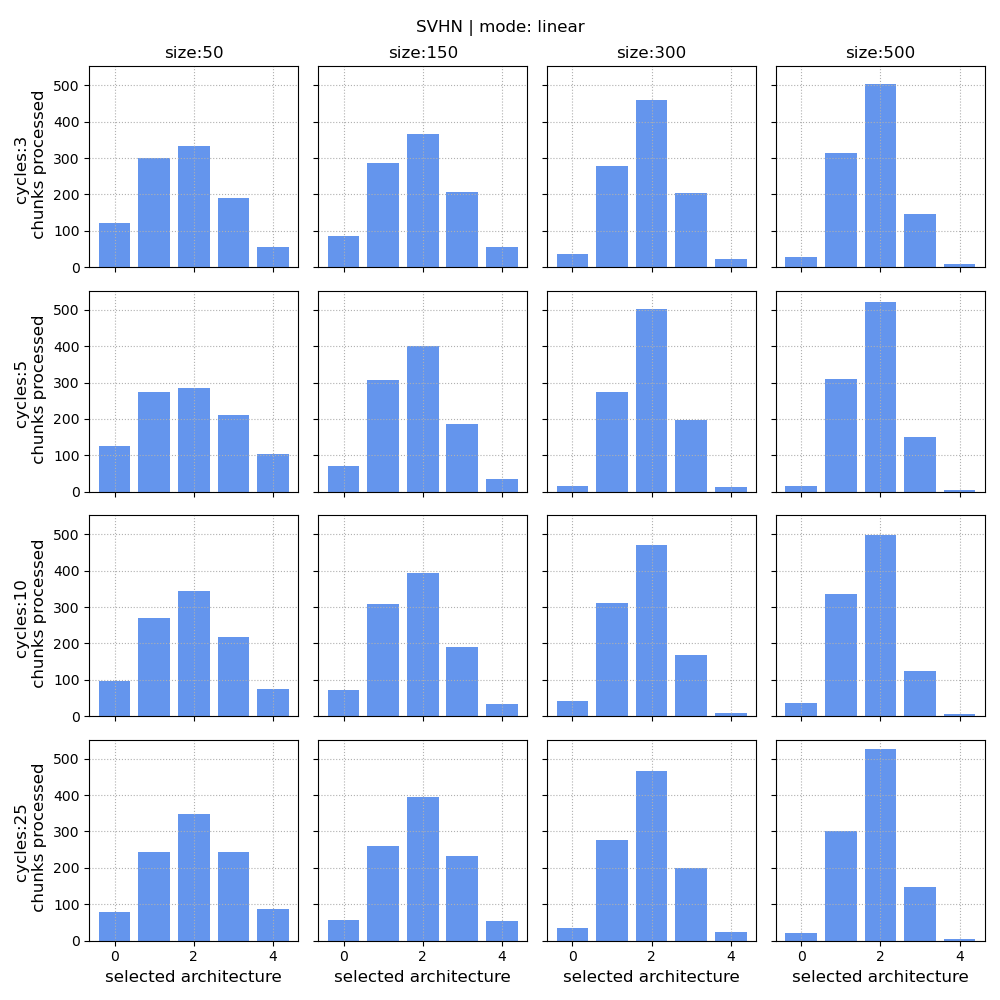 SVHN | mode: linear
size:50 size:150 size:300 size:500
cycles:3
chunks processed
500
400
300
200
100
0
cycles:5
chunks processed
500
400
300
200
100
0
cycles:10
chunks processed
500
400
300
200
100
0
cycles:25
chunks processed
500
400
300
200
100
0
0 2 4 0 2 4 0 2 4 0 2 4
selected architecture selected architecture selected architecture selected architecture